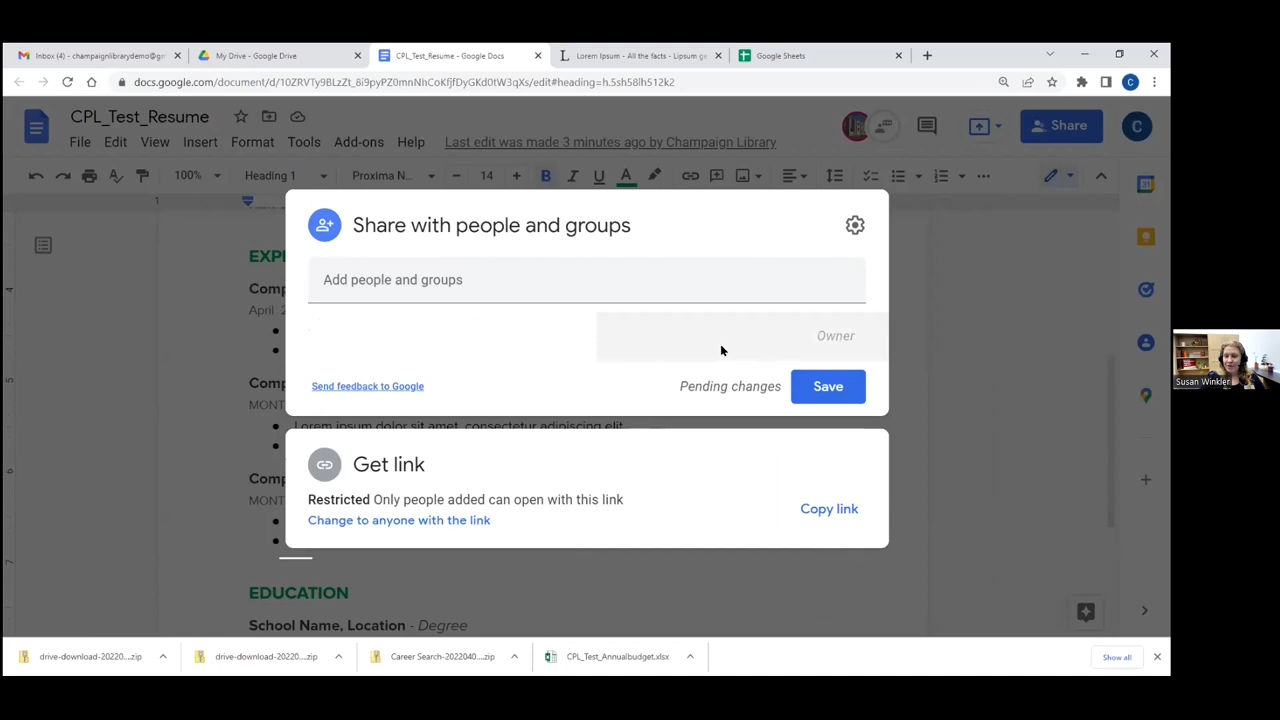 Inbox (4) - champaignlibrarydemo@gm
My Drive - Google Drive
CPL_Test_Resume - Google Docs
Lorem Ipsum - All the facts - Lipsum ge
Google Sheets
docs.google.com/document/d/10ZRVTy9BLzZt_8i9pyPZ0mnNhCoKfjfDyGKd0tW3qXs/edit#heading=h.5sh58lh512k2
CPL_Test_Resume
Share
C
File Edit View Insert Format Tools Add-ons Help Last edit was made 3 minutes ago by Champaign Library
100% Heading 1 Proxima N... 14 B I U A
1
Share with people and groups
EXP
Add people and groups
Comp
April 2
Owner
Comp
Send feedback to Google
Pending changes
Save
MONT
Lorem ipsum dolor sit amet, consectetur adipiscing elit.
Get link
Comp
MONT
Restricted Only people added can open with this link
Copy link
Change to anyone with the link
EDUCATION
School Name, Location - Degree
4
5
6
7
Susan Winkler
drive-download-20220....zip
drive-download-20220....zip
Career Search-2022040....zip
CPL_Test_Annualbudget.xlsx
Show all